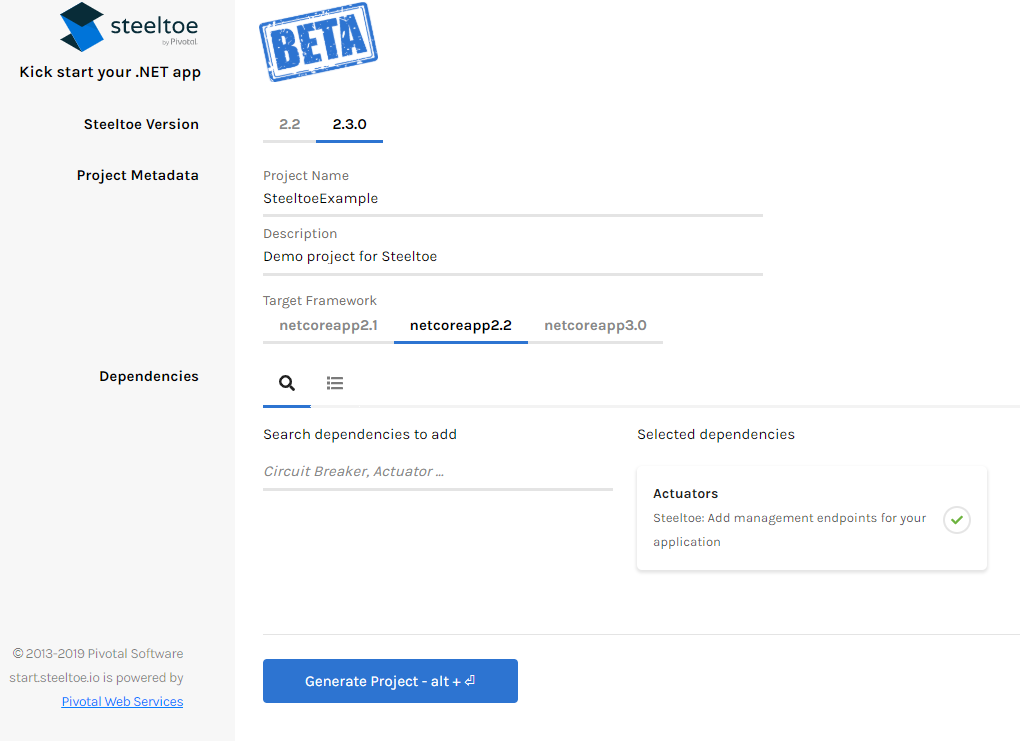 steeltoe
by Pivotal.
Kick start your .NET app
BETA
Steeltoe Version
2.2 2.3.0
Project Metadata
Project Name
SteeltoeExample
Description
Demo project for Steeltoe
Target Framework
netcoreapp2.1 netcoreapp2.2 netcoreapp3.0
Dependencies
Search dependencies to add
Circuit Breaker, Actuator ...
Selected dependencies
Actuators
Steeltoe: Add management endpoints for your
application
© 2013-2019 Pivotal Software
start.steeltoe.io is powered by
Pivotal Web Services
Generate Project - alt + ⏎